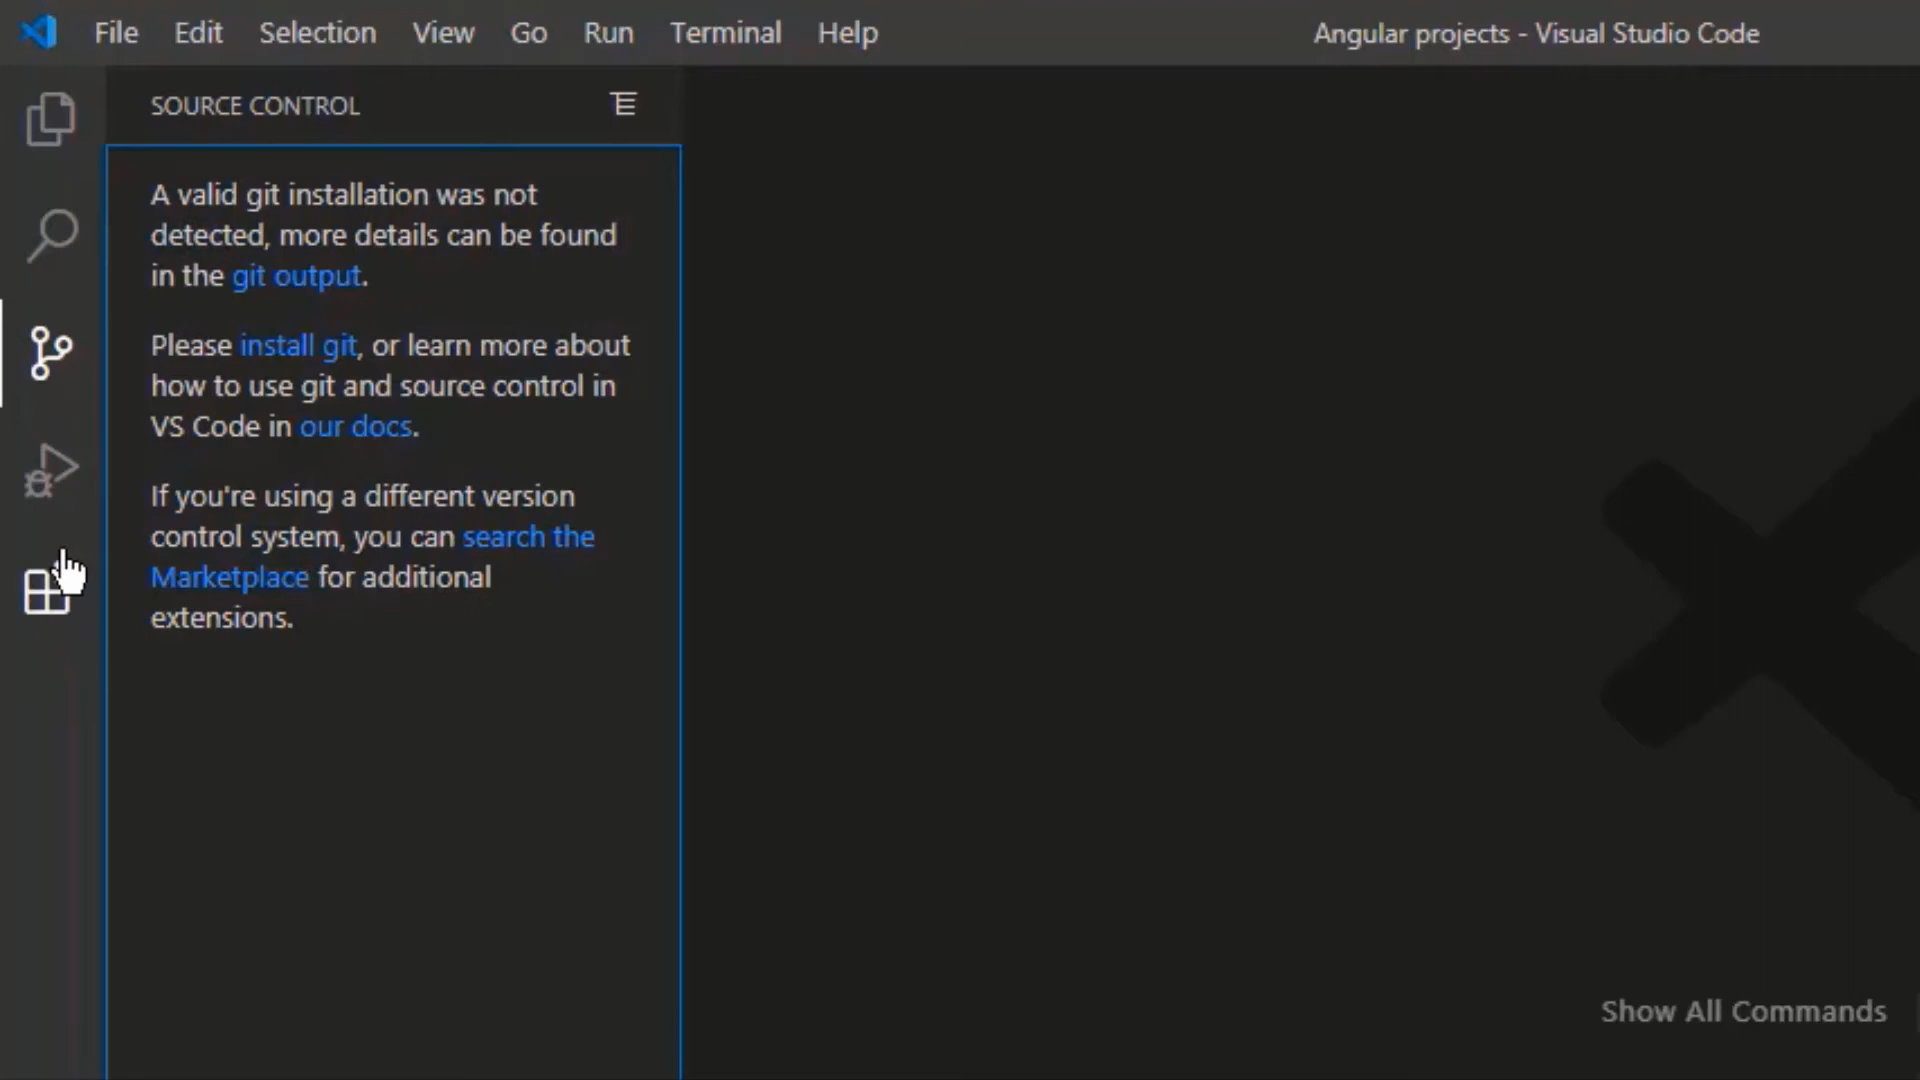 File Edit Selection View Go Run Terminal Help Angular projects - Visual Studio Code
SOURCE CONTROL
A valid git installation was not
detected, more details can be found
in the git output.
Please install git, or learn more about
how to use git and source control in
VS Code in our docs.
If you're using a different version
control system, you can search the
Marketplace for additional
extensions.
Show All Commands